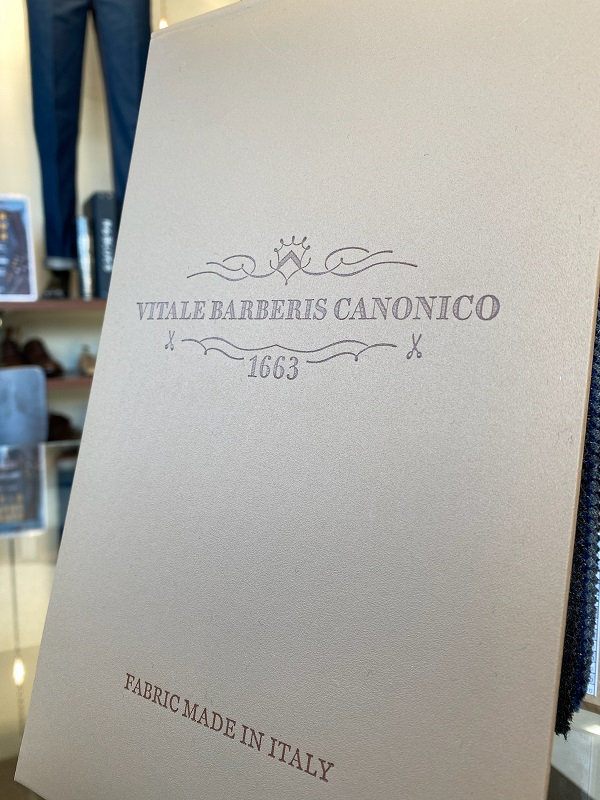 VITALE BARBERIS CANONICO
1663
FABRIC MADE IN ITALY